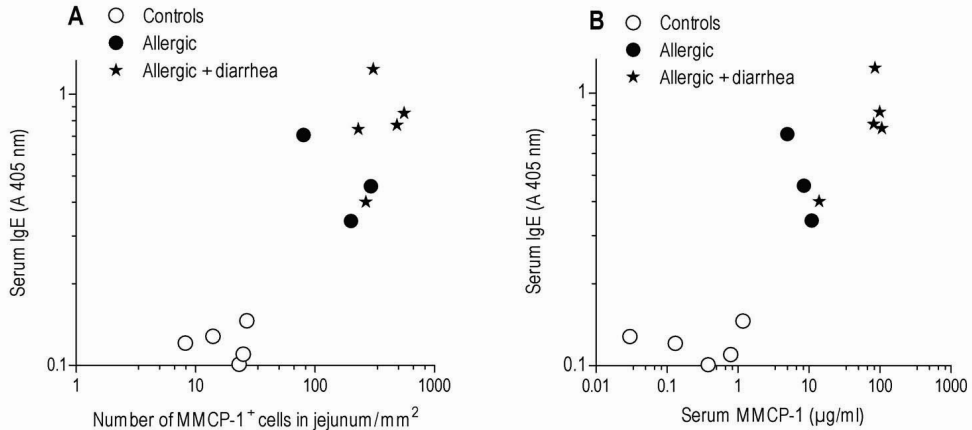 A
Controls
Allergic
Allergic + diarrhea
1
0.1
Serum IgE (A 405 nm)
1 10 100 1000
Number of MMCP-1⁺ cells in jejunum/mm²
B
Controls
Allergic
Allergic + diarrhea
1
0.1
Serum IgE (A 405 nm)
0.01 0.1 1 10 100 1000
Serum MMCP-1 (µg/ml)